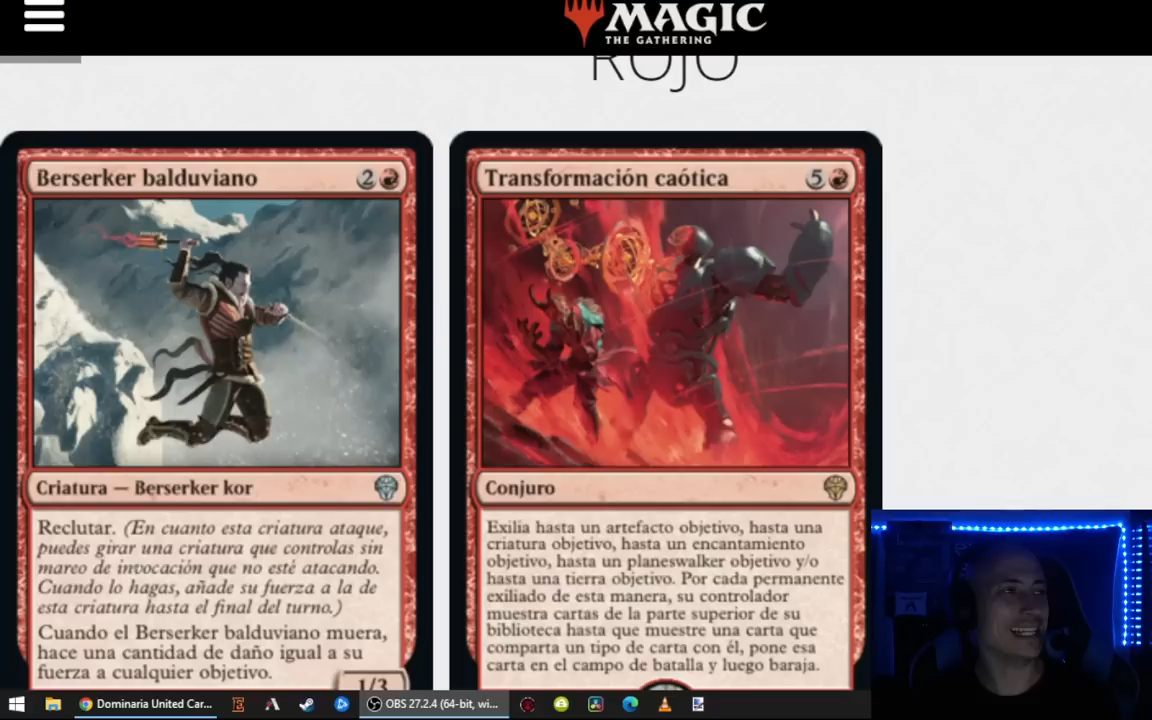 MAGIC
THE GATHERING
ROJO
Berserker balduviano 2
Criatura — Berserker kor
Reclutar. (En cuanto esta criatura ataque,
puedes girar una criatura que controlas sin
mareo de invocación que no esté atacando.
Cuando lo hagas, añade su fuerza a la de
esta criatura hasta el final del turno.)
Cuando el Berserker balduviano muera,
hace una cantidad de daño igual a su
fuerza a cualquier objetivo.
1/3
Transformación caótica 5
Conjuro
Exilia hasta un artefacto objetivo, hasta una
criatura objetivo, hasta un encantamiento
objetivo, hasta un planeswalker objetivo y/o
hasta una tierra objetivo. Por cada permanente
exiliado de esta manera, su controlador
muestra cartas de la parte superior de su
biblioteca hasta que muestre una carta que
comparta un tipo de carta con él, pone esa
carta en el campo de batalla y luego baraja.
Dominaria United Car...
OBS 27.2.4 (64-bit, wi...